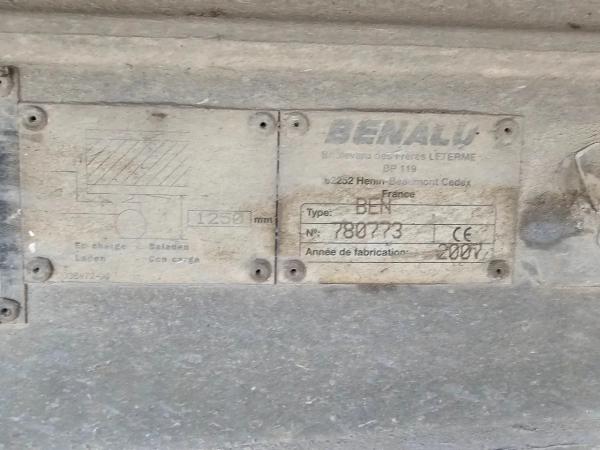 1250 mm
En charge Beladen
Laden Con carga
BENALU
Boulevard des Frères LETERME
BP 119
62252 Henin-Beaumont Cedex
France
Type: BEN
N°: 780773 CE
Année de fabrication: 2007